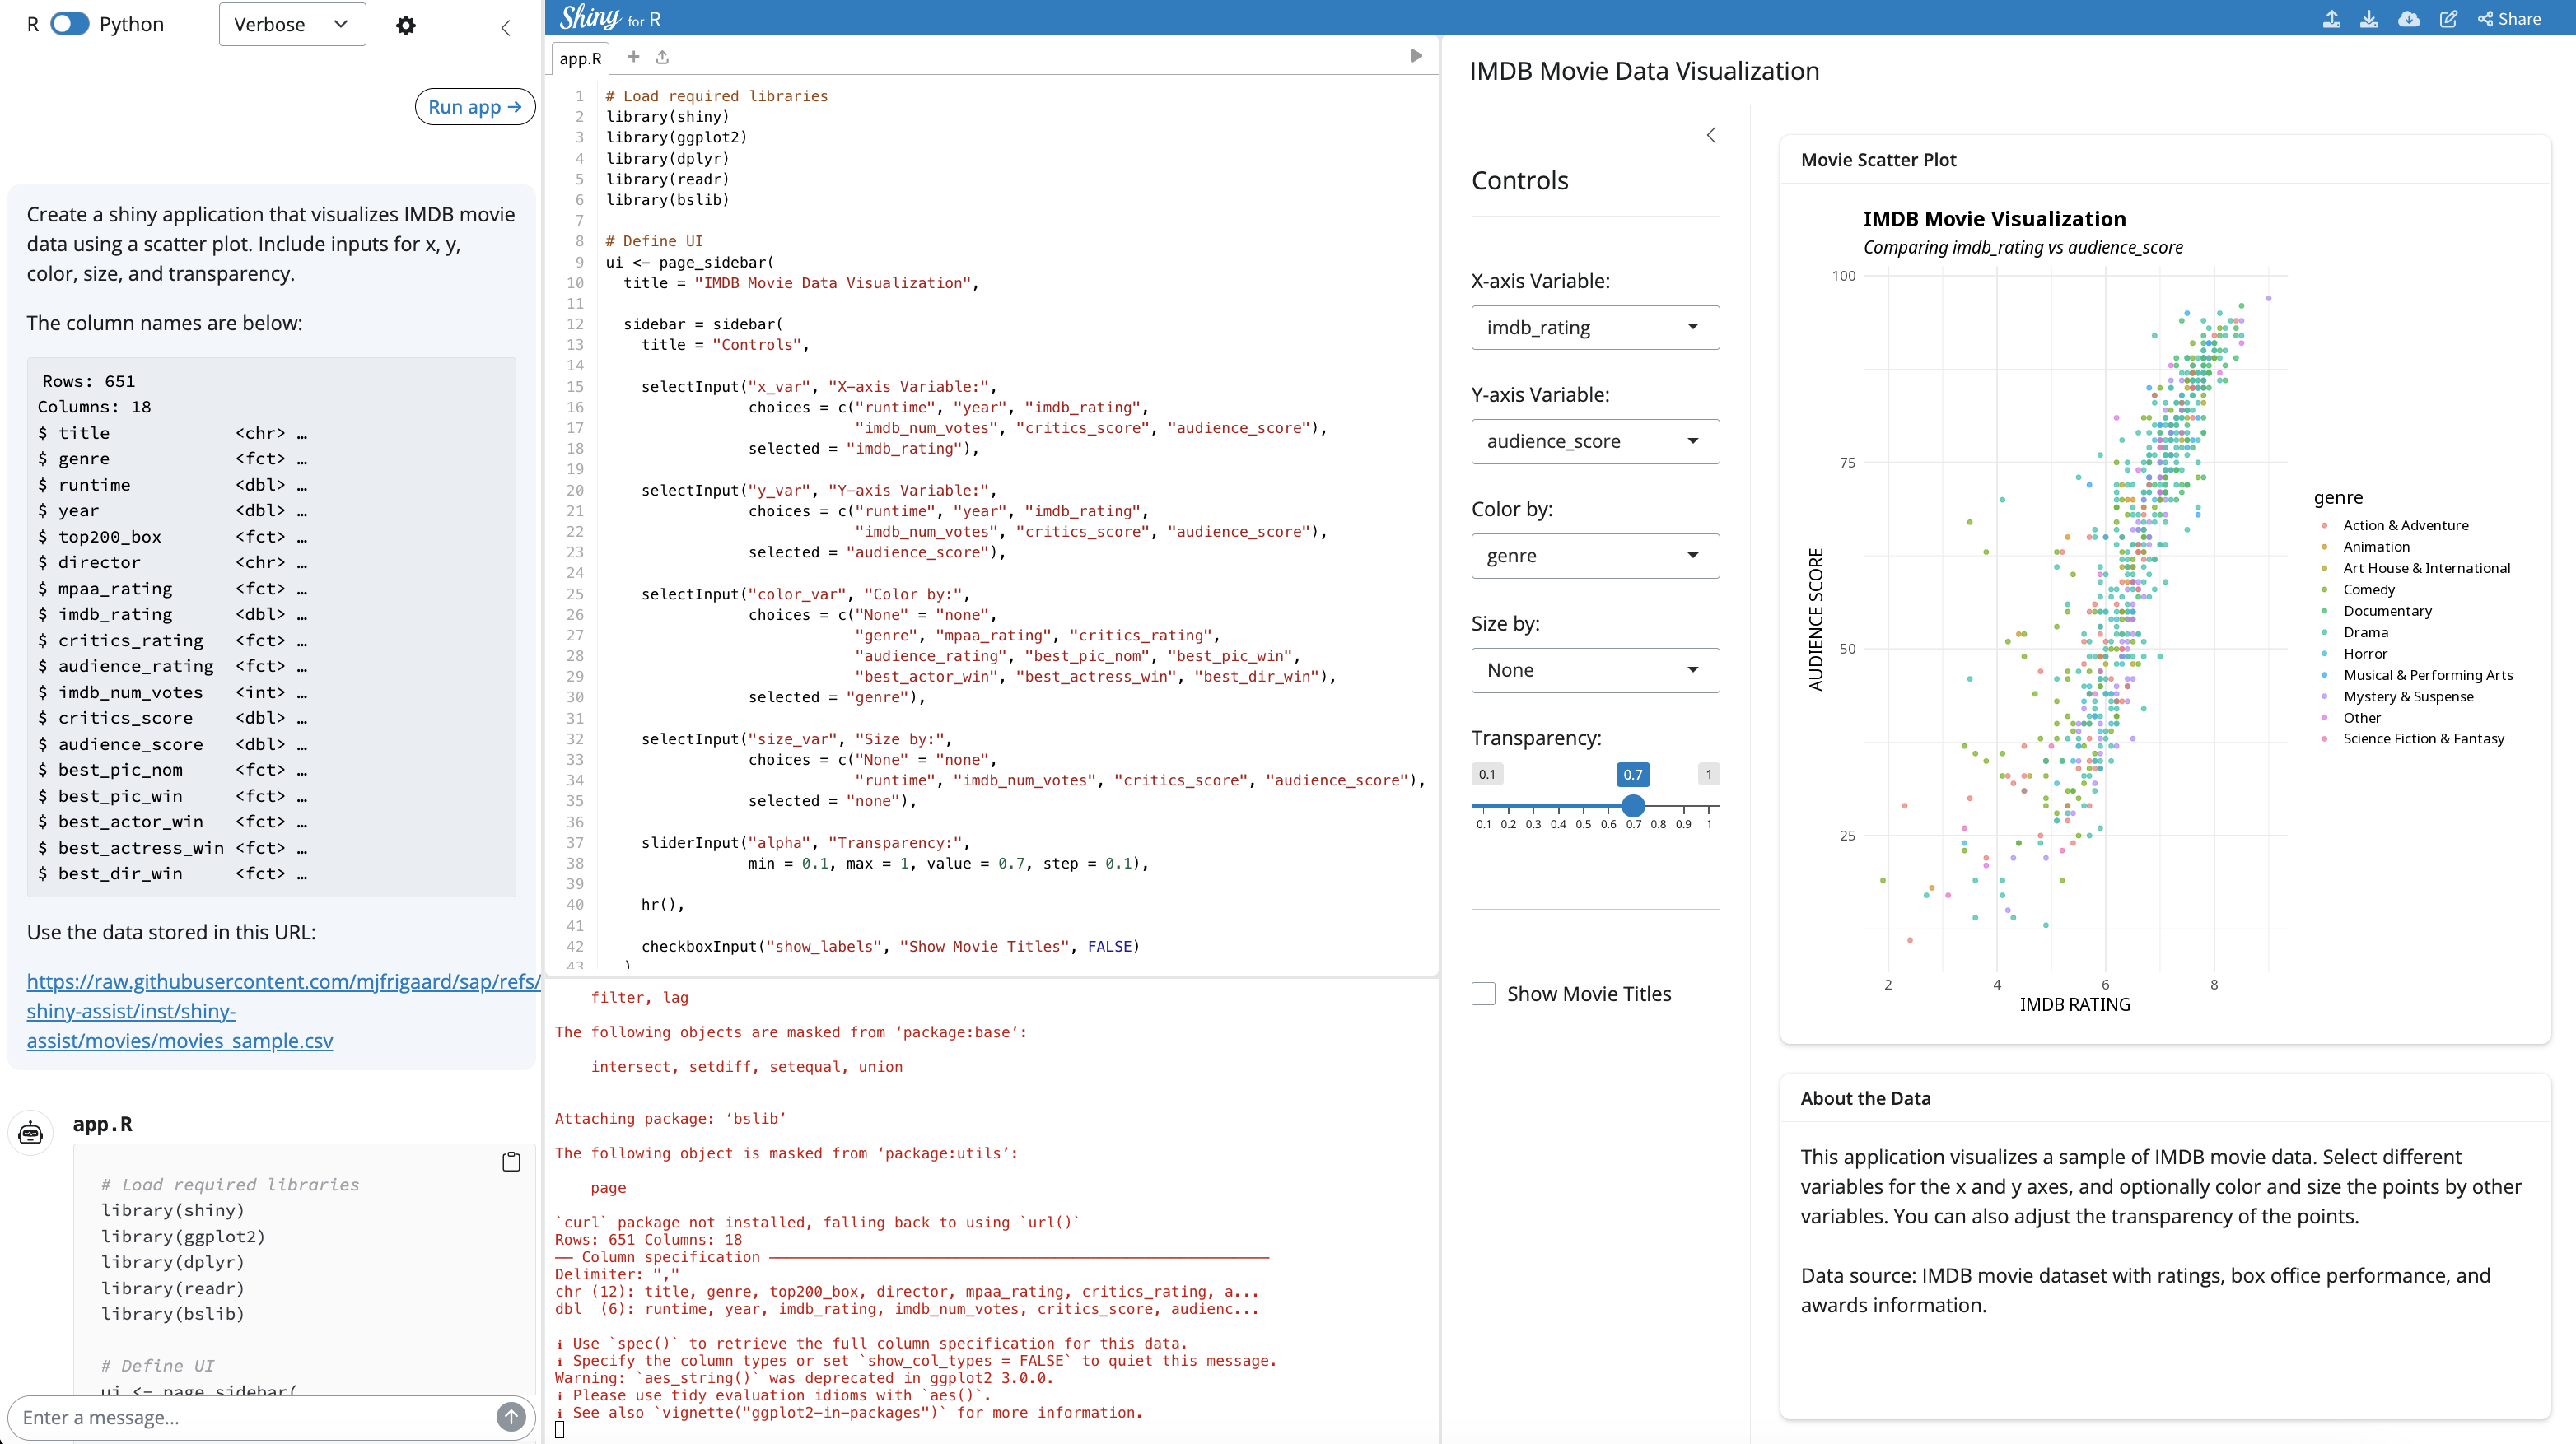 R Python Verbose
Run app →
Create a shiny application that visualizes IMDB movie
data using a scatter plot. Include inputs for x, y,
color, size, and transparency.
The column names are below:
Rows: 651
Columns: 18
$ title <chr> …
$ genre <fct> …
$ runtime <dbl> …
$ year <dbl> …
$ top200_box <fct> …
$ director <chr> …
$ mpaa_rating <fct> …
$ imdb_rating <dbl> …
$ critics_rating <fct> …
$ audience_rating <fct> …
$ imdb_num_votes <int> …
$ critics_score <dbl> …
$ audience_score <dbl> …
$ best_pic_nom <fct> …
$ best_pic_win <fct> …
$ best_actor_win <fct> …
$ best_actress_win <fct> …
$ best_dir_win <fct> …
Use the data stored in this URL:
https://raw.githubusercontent.com/mjfrigaard/sap/refs/
shiny-assist/inst/shiny-
assist/movies/movies_sample.csv
app.R
# Load required libraries
library(shiny)
library(ggplot2)
library(dplyr)
library(readr)
library(bslib)
# Define UI
ui <- page_sidebar(
Enter a message...
Shiny for R
Share
app.R
1 # Load required libraries
2 library(shiny)
3 library(ggplot2)
4 library(dplyr)
5 library(readr)
6 library(bslib)
7
8 # Define UI
9 ui <- page_sidebar(
10 title = "IMDB Movie Data Visualization",
11
12 sidebar = sidebar(
13 title = "Controls",
14
15 selectInput("x_var", "X-axis Variable:",
16 choices = c("runtime", "year", "imdb_rating",
17 "imdb_num_votes", "critics_score", "audience_score"),
18 selected = "imdb_rating"),
19
20 selectInput("y_var", "Y-axis Variable:",
21 choices = c("runtime", "year", "imdb_rating",
22 "imdb_num_votes", "critics_score", "audience_score"),
23 selected = "audience_score"),
24
25 selectInput("color_var", "Color by:",
26 choices = c("None" = "none",
27 "genre", "mpaa_rating", "critics_rating",
28 "audience_rating", "best_pic_nom", "best_pic_win",
29 "best_actor_win", "best_actress_win", "best_dir_win"),
30 selected = "genre"),
31
32 selectInput("size_var", "Size by:",
33 choices = c("None" = "none",
34 "runtime", "imdb_num_votes", "critics_score", "audience_score"),
35 selected = "none"),
36
37 sliderInput("alpha", "Transparency:",
38 min = 0.1, max = 1, value = 0.7, step = 0.1),
39
40 hr(),
41
42 checkboxInput("show_labels", "Show Movie Titles", FALSE)
43 )
filter, lag
The following objects are masked from ‘package:base’:
intersect, setdiff, setequal, union
Attaching package: ‘bslib’
The following object is masked from ‘package:utils’:
page
`curl` package not installed, falling back to using `url()`
Rows: 651 Columns: 18
── Column specification ────────────────────────
Delimiter: ","
chr (12): title, genre, top200_box, director, mpaa_rating, critics_rating, a...
dbl (6): runtime, year, imdb_rating, imdb_num_votes, critics_score, audienc...
ℹ Use `spec()` to retrieve the full column specification for this data.
ℹ Specify the column types or set `show_col_types = FALSE` to quiet this message.
Warning: `aes_string()` was deprecated in ggplot2 3.0.0.
ℹ Please use tidy evaluation idioms with `aes()`.
ℹ See also `vignette("ggplot2-in-packages")` for more information.
IMDB Movie Data Visualization
Controls
X-axis Variable:
imdb_rating
Y-axis Variable:
audience_score
Color by:
genre
Size by:
None
Transparency:
0.1 0.7 1
0.1 0.2 0.3 0.4 0.5 0.6 0.7 0.8 0.9 1
Show Movie Titles
Movie Scatter Plot
IMDB Movie Visualization
Comparing imdb_rating vs audience_score
100
75
50
25
AUDIENCE SCORE
2 4 6 8
IMDB RATING
genre
Action & Adventure
Animation
Art House & International
Comedy
Documentary
Drama
Horror
Musical & Performing Arts
Mystery & Suspense
Other
Science Fiction & Fantasy
About the Data
This application visualizes a sample of IMDB movie data. Select different
variables for the x and y axes, and optionally color and size the points by other
variables. You can also adjust the transparency of the points.
Data source: IMDB movie dataset with ratings, box office performance, and
awards information.